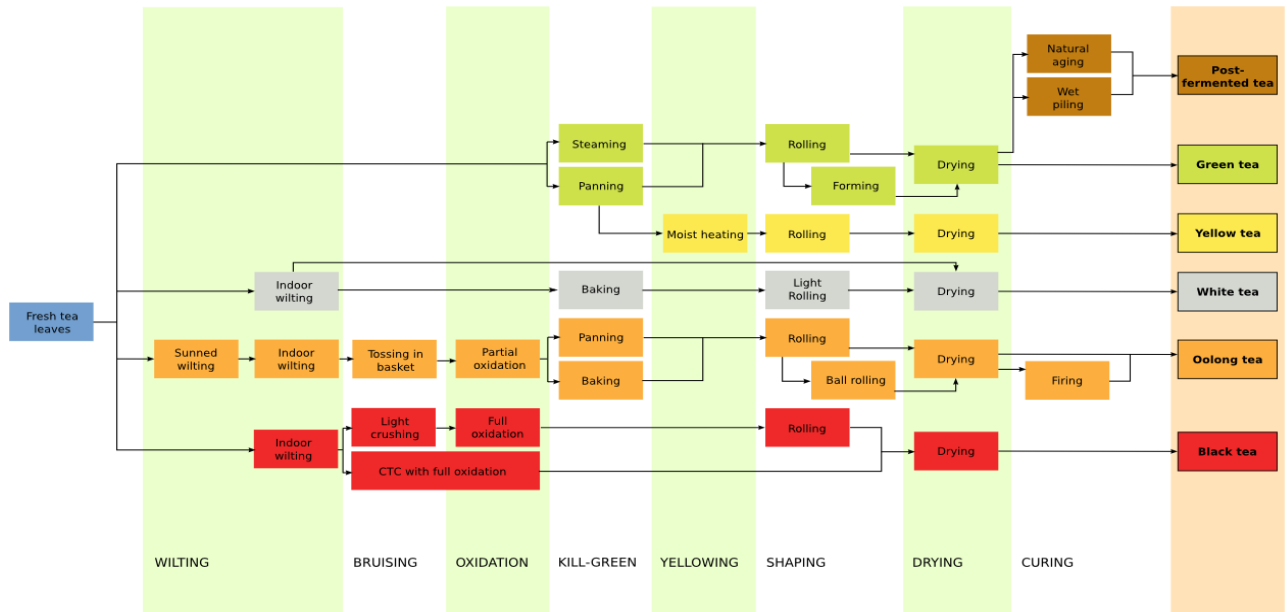 Natural
aging
Post-
fermented tea
Wet
piling
Steaming
Rolling
Drying
Green tea
Panning
Forming
Moist heating
Rolling
Drying
Yellow tea
Indoor
wilting
Baking
Light
Rolling
Drying
White tea
Fresh tea
leaves
Sunned
wilting
Indoor
wilting
Tossing in
basket
Partial
oxidation
Panning
Baking
Rolling
Ball rolling
Drying
Firing
Oolong tea
Indoor
wilting
Light
crushing
Full
oxidation
CTC with full oxidation
Rolling
Drying
Black tea
WILTING
BRUISING
OXIDATION
KILL-GREEN
YELLOWING
SHAPING
DRYING
CURING